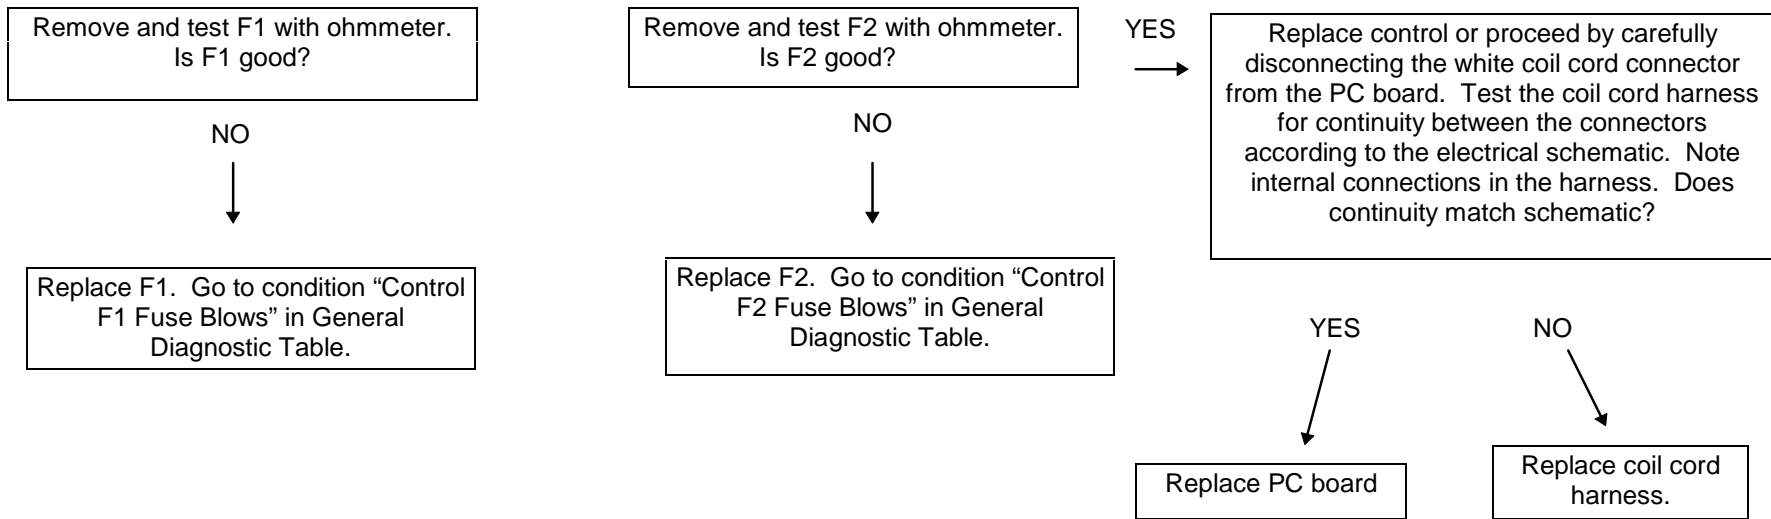 Remove and test F1 with ohmmeter.
Is F1 good?
NO
Replace F1.  Go to condition “Control
F1 Fuse Blows” in General
Diagnostic Table.
Remove and test F2 with ohmmeter.
Is F2 good?
YES
NO
Replace F2.  Go to condition “Control
F2 Fuse Blows” in General
Diagnostic Table.
Replace control or proceed by carefully
disconnecting the white coil cord connector
from the PC board.  Test the coil cord harness
for continuity between the connectors
according to the electrical schematic.  Note
internal connections in the harness.  Does
continuity match schematic?
YES
NO
Replace PC board
Replace coil cord
harness.